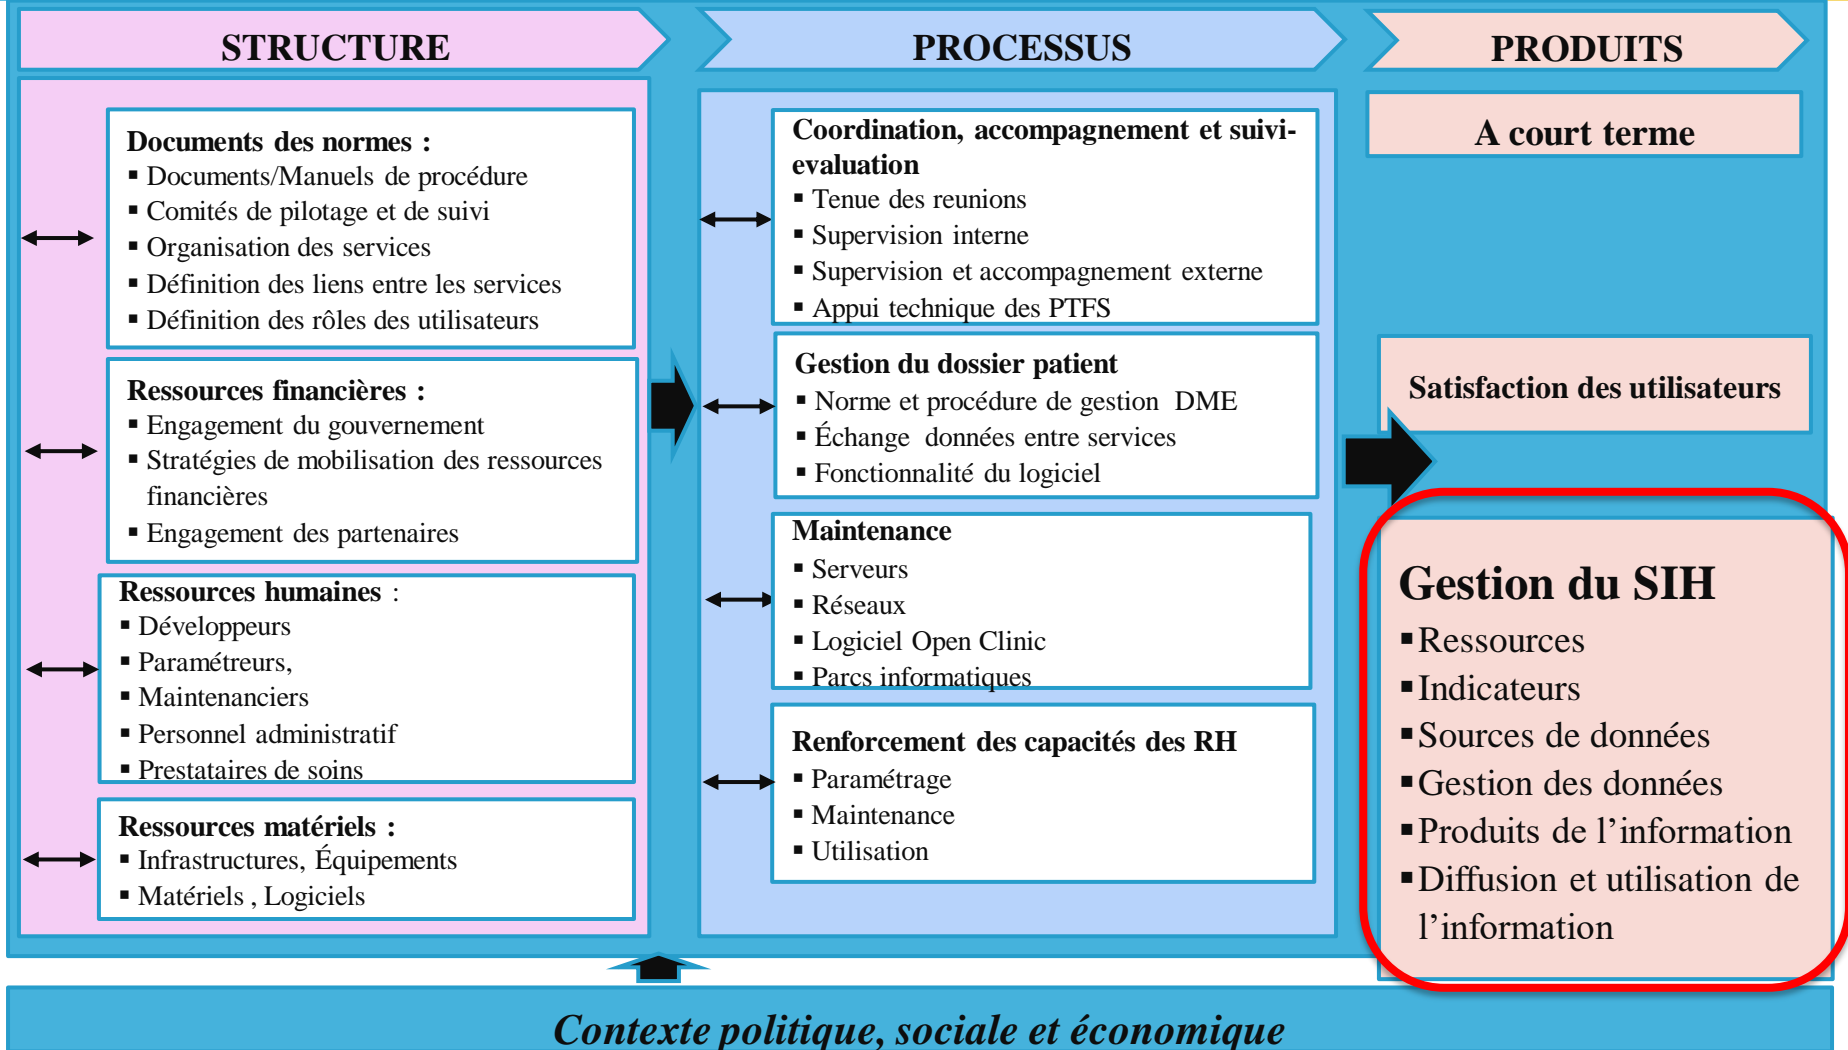 STRUCTURE
Documents des normes :
▪ Documents/Manuels de procédure
▪ Comités de pilotage et de suivi
▪ Organisation des services
▪ Définition des liens entre les services
▪ Définition des rôles des utilisateurs
Ressources financières :
▪ Engagement du gouvernement
▪ Stratégies de mobilisation des ressources
financières
▪ Engagement des partenaires
Ressources humaines :
▪ Développeurs
▪ Paramétreurs,
▪ Maintenanciers
▪ Personnel administratif
▪ Prestataires de soins
Ressources matériels :
▪ Infrastructures, Équipements
▪ Matériels , Logiciels
PROCESSUS
Coordination, accompagnement et suivi-
evaluation
▪ Tenue des reunions
▪ Supervision interne
▪ Supervision et accompagnement externe
▪ Appui technique des PTFS
Gestion du dossier patient
▪ Norme et procédure de gestion DME
▪ Échange données entre services
▪ Fonctionnalité du logiciel
Maintenance
▪ Serveurs
▪ Réseaux
▪ Logiciel Open Clinic
▪ Parcs informatiques
Renforcement des capacités des RH
▪ Paramétrage
▪ Maintenance
▪ Utilisation
PRODUITS
A court terme
Satisfaction des utilisateurs
Gestion du SIH
▪Ressources
▪Indicateurs
▪Sources de données
▪Gestion des données
▪Produits de l’information
▪Diffusion et utilisation de
l’information
Contexte politique, sociale et économique